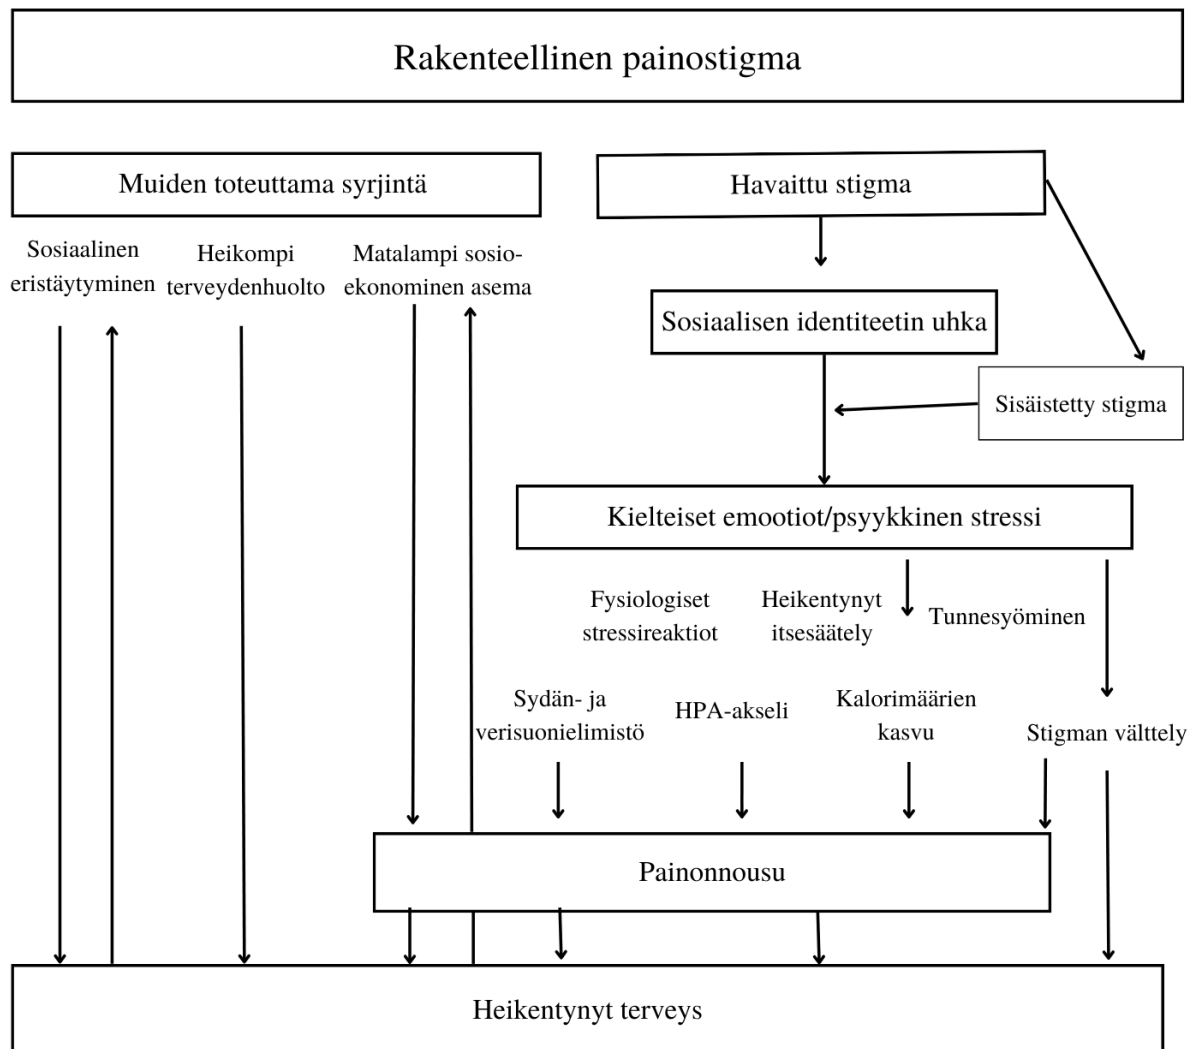 Rakenteellinen painostigma
Muiden toteuttama syrjintä
Havaittu stigma
Sosiaalinen
eristäytyminen
Heikompi
terveydenhuolto
Matalampi sosio-
ekonominen asema
Sosiaalisen identiteetin uhka
Sisäistetty stigma
Kielteiset emootiot/psyykkinen stressi
Fysiologiset
stressireaktiot
Heikentynyt
itsesäätely
Tunnesyöminen
Sydän- ja
verisuonielimistö
HPA-akseli
Kalorimäärien
kasvu
Stigman välttely
Painonnousu
Heikentynyt terveys